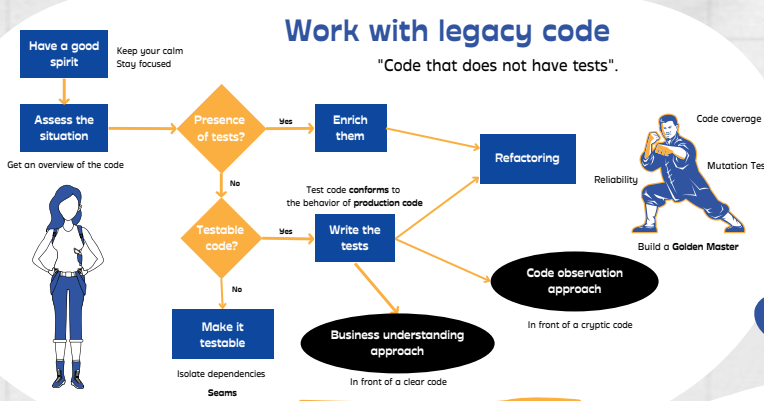 Work with legacy code
"Code that does not have tests".
Have a good
spirit
Keep your calm
Stay focused
Assess the
situation
Get an overview of the code
Presence
of tests?
Yes
Enrich
them
Refactoring
No
Test code conforms to
the behavior of production code
Testable
code?
Yes
Write the
tests
No
Make it
testable
Isolate dependencies
Seams
Business understanding
approach
In front of a clear code
Code observation
approach
In front of a cryptic code
Code coverage
Mutation Tes
Reliability
Build a Golden Master